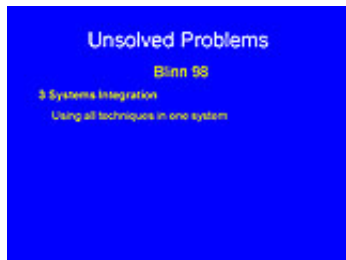 Unsolved Problems
Blinn 98
3 Systems Integration
Using all techniques in one system